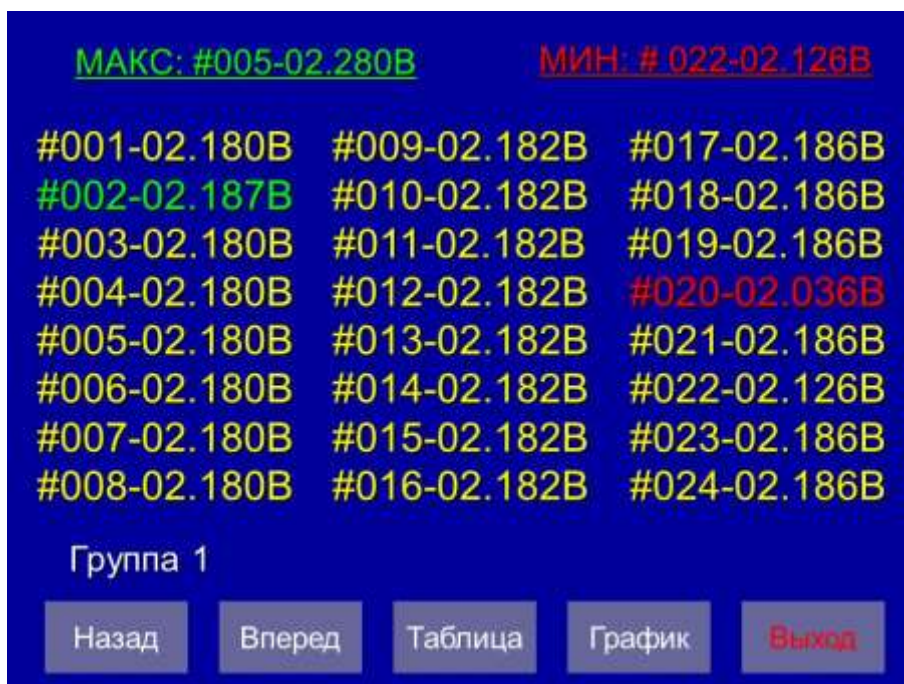 МАКС: #005-02.280В МИН: # 022-02.126В
#001-02.180В #009-02.182В #017-02.186В
#002-02.187В #010-02.182В #018-02.186В
#003-02.180В #011-02.182В #019-02.186В
#004-02.180В #012-02.182В #020-02.036В
#005-02.180В #013-02.182В #021-02.186В
#006-02.180В #014-02.182В #022-02.126В
#007-02.180В #015-02.182В #023-02.186В
#008-02.180В #016-02.182В #024-02.186В
Группа 1
Назад Вперед Таблица График Выход